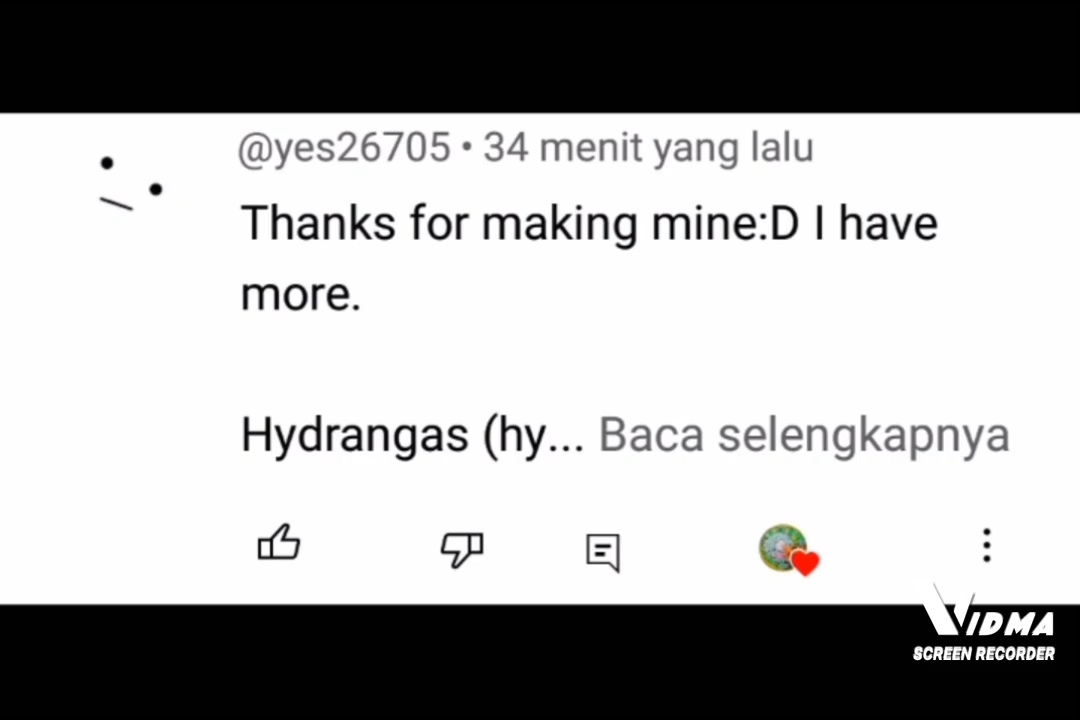 @yes26705 • 34 menit yang lalu
Thanks for making mine:D I have
more.
Hydrangas (hy... Baca selengkapnya
VIDMA
SCREEN RECORDER